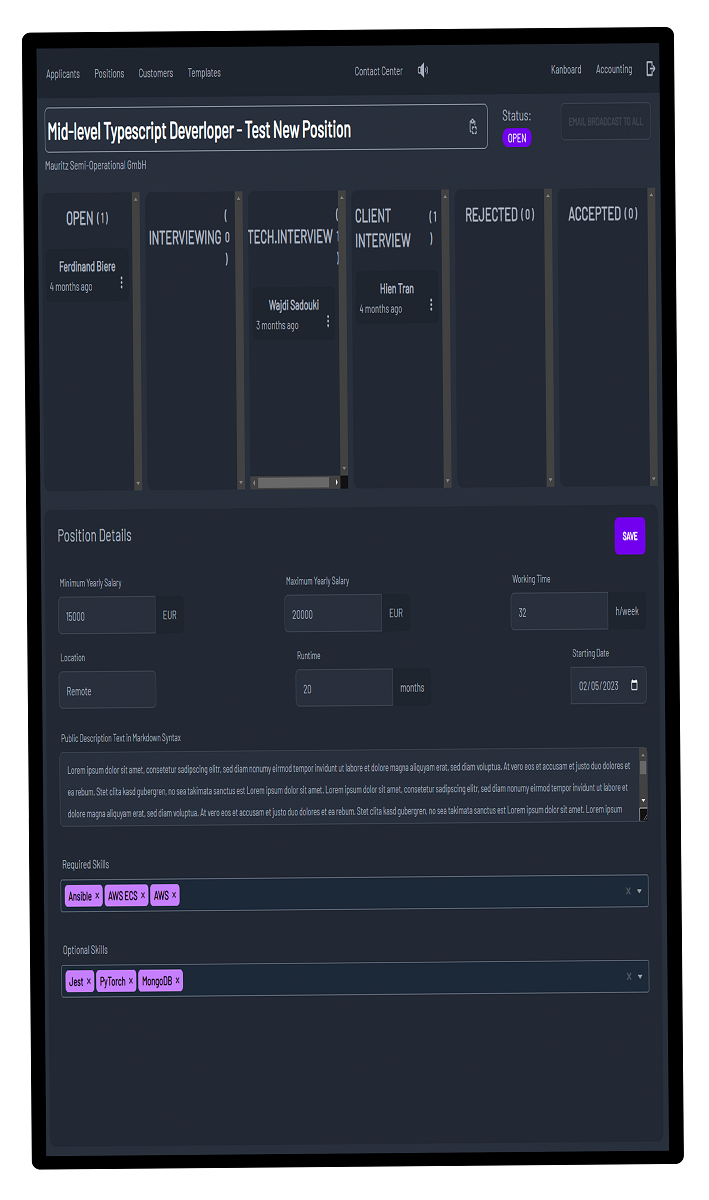 Applicants Positions Customers Templates Contact Center Kanboard Accounting
Mid-level Typescript Deverloper - Test New Position
Status:
OPEN
EMAIL BROADCAST TO ALL
Mauritz Semi-Operational GmbH
OPEN (1)
Ferdinand Biere
4 months ago
INTERVIEWING (0)
TECH.INTERVIEW (1)
Wajdi Sadouki
3 months ago
CLIENT INTERVIEW (1)
Hien Tran
4 months ago
REJECTED (0)
ACCEPTED (0)
Position Details
SAVE
Minimum Yearly Salary Maximum Yearly Salary Working Time
15000 EUR 20000 EUR 32 h/week
Location Runtime Starting Date
Remote 20 months 02/05/2023
Public Description Text in Markdown Syntax
Lorem ipsum dolor sit amet, consetetur sadipscing elitr, sed diam nonumy eirmod tempor invidunt ut labore et dolore magna aliquyam erat, sed diam voluptua. At vero eos et accusam et justo duo dolores et
ea rebum. Stet clita kasd gubergren, no sea takimata sanctus est Lorem ipsum dolor sit amet. Lorem ipsum dolor sit amet, consetetur sadipscing elitr, sed diam nonumy eirmod tempor invidunt ut labore et
dolore magna aliquyam erat, sed diam voluptua. At vero eos et accusam et justo duo dolores et ea rebum. Stet clita kasd gubergren, no sea takimata sanctus est Lorem ipsum dolor sit amet. Lorem ipsum
Required Skills
Ansible × AWS ECS × AWS ×
Optional Skills
Jest × PyTorch × MongoDB ×